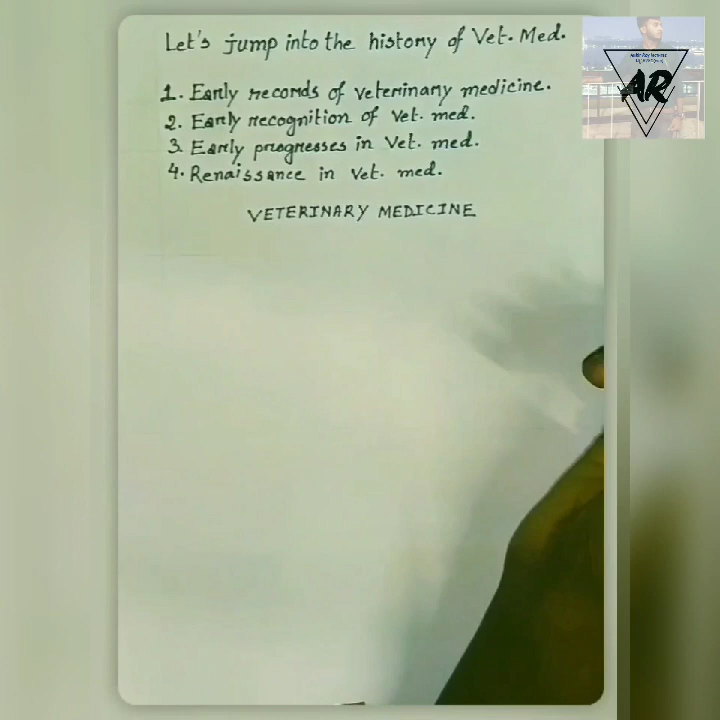 Let's jump into the history of Vet. Med.
1. Early records of veterinary medicine.
2. Early recognition of Vet. med.
3. Early progresses in Vet. med.
4. Renaissance in Vet. med.
VETERINARY MEDICINE
AR